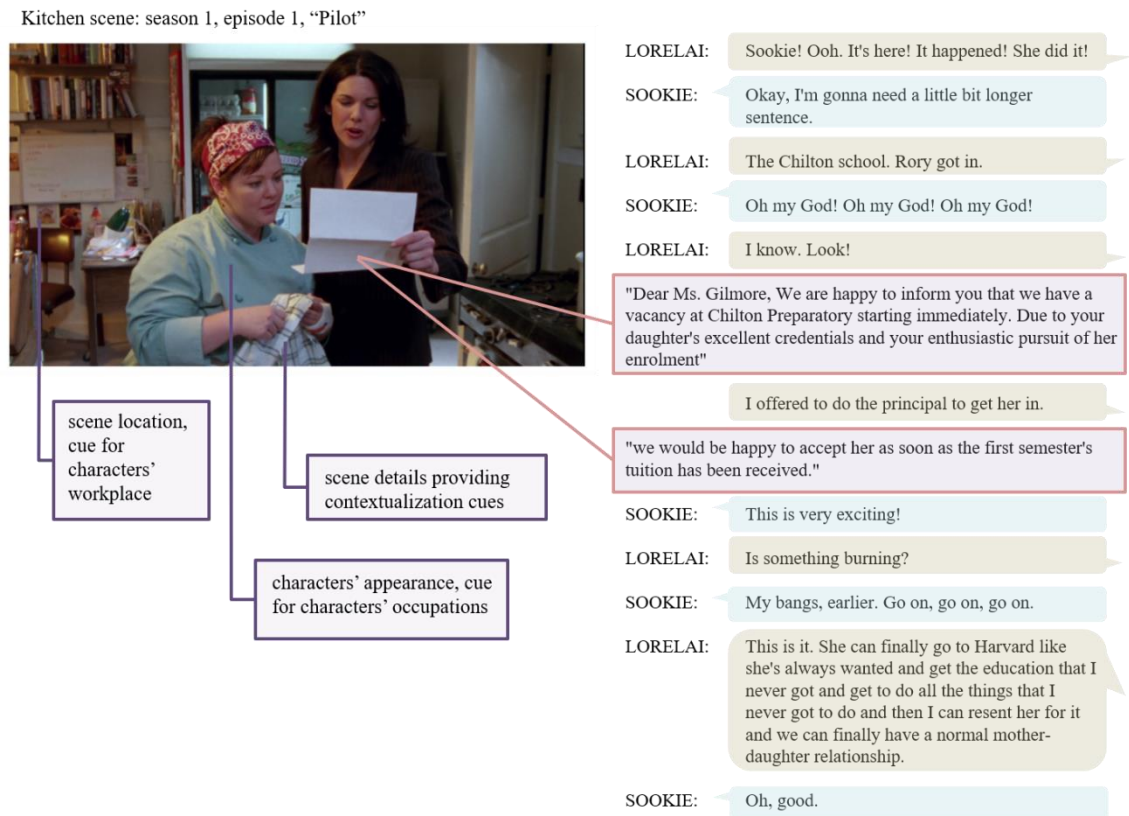 Kitchen scene: season 1, episode 1, “Pilot”
scene location,
cue for
characters’
workplace
scene details providing
contextualization cues
characters’ appearance, cue
for characters’ occupations
LORELAI: Sookie! Ooh. It's here! It happened! She did it!
SOOKIE: Okay, I'm gonna need a little bit longer
sentence.
LORELAI: The Chilton school. Rory got in.
SOOKIE: Oh my God! Oh my God! Oh my God!
LORELAI: I know. Look!
"Dear Ms. Gilmore, We are happy to inform you that we have a
vacancy at Chilton Preparatory starting immediately. Due to your
daughter's excellent credentials and your enthusiastic pursuit of her
enrolment"
I offered to do the principal to get her in.
"we would be happy to accept her as soon as the first semester's
tuition has been received."
SOOKIE: This is very exciting!
LORELAI: Is something burning?
SOOKIE: My bangs, earlier. Go on, go on, go on.
LORELAI: This is it. She can finally go to Harvard like
she's always wanted and get the education that I
never got and get to do all the things that I
never got to do and then I can resent her for it
and we can finally have a normal mother-
daughter relationship.
SOOKIE: Oh, good.